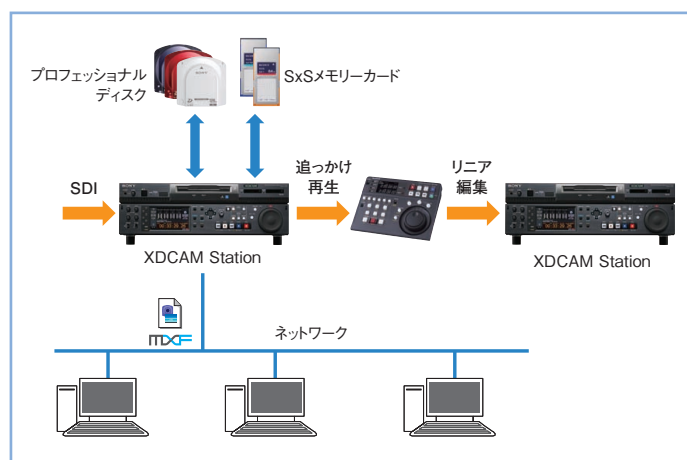 プロフェッショナル
ディスク
SxSメモリーカード
SDI
追っかけ
再生
リニア
編集
XDCAM Station
XDCAM Station
MXF
ネットワーク